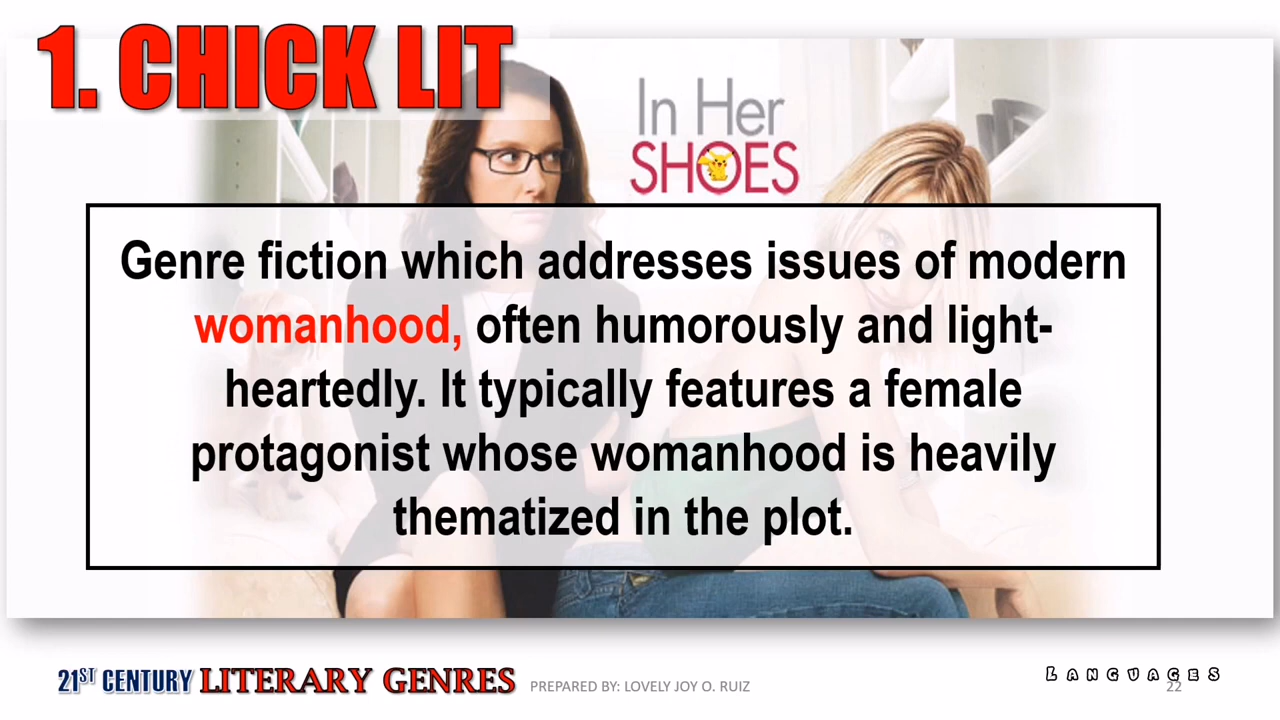 1. CHICK LIT
In Her
SHOES
Genre fiction which addresses issues of modern
womanhood, often humorously and light-
heartedly. It typically features a female
protagonist whose womanhood is heavily
thematized in the plot.
21ST CENTURY LITERARY GENRES
PREPARED BY: LOVELY JOY O. RUIZ
LANGUAGES
22